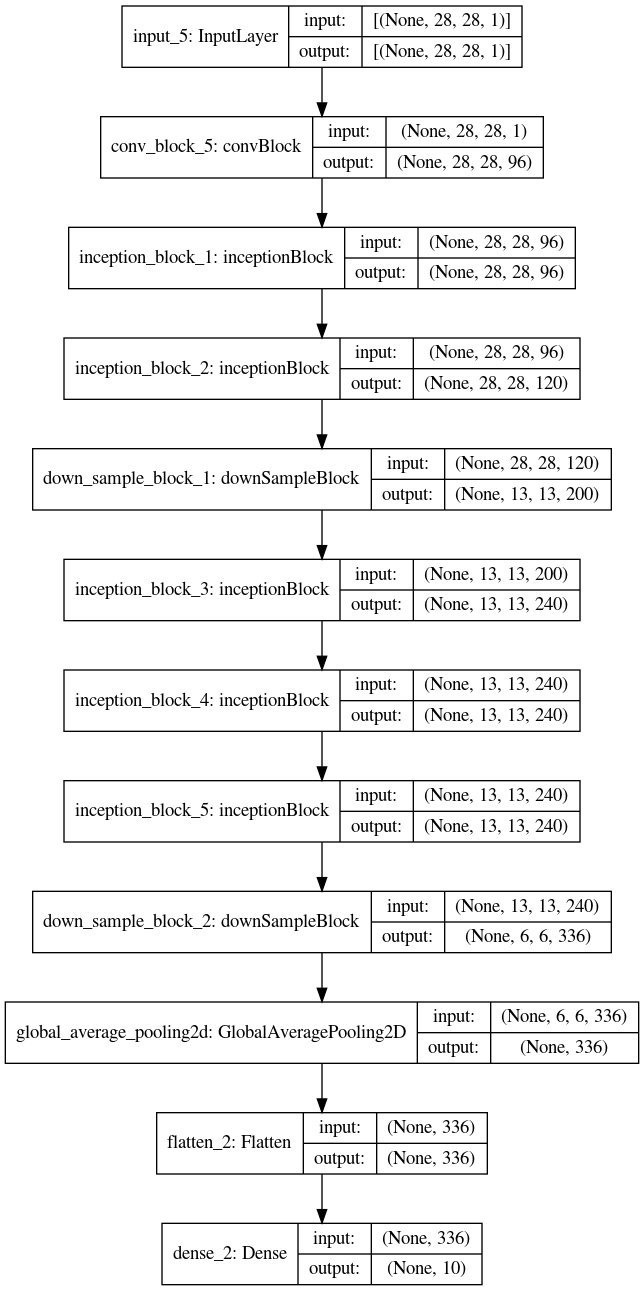 input_5: InputLayer
input: [(None, 28, 28, 1)]
output: [(None, 28, 28, 1)]
conv_block_5: convBlock
input: (None, 28, 28, 1)
output: (None, 28, 28, 96)
inception_block_1: inceptionBlock
input: (None, 28, 28, 96)
output: (None, 28, 28, 96)
inception_block_2: inceptionBlock
input: (None, 28, 28, 96)
output: (None, 28, 28, 120)
down_sample_block_1: downSampleBlock
input: (None, 28, 28, 120)
output: (None, 13, 13, 200)
inception_block_3: inceptionBlock
input: (None, 13, 13, 200)
output: (None, 13, 13, 240)
inception_block_4: inceptionBlock
input: (None, 13, 13, 240)
output: (None, 13, 13, 240)
inception_block_5: inceptionBlock
input: (None, 13, 13, 240)
output: (None, 13, 13, 240)
down_sample_block_2: downSampleBlock
input: (None, 13, 13, 240)
output: (None, 6, 6, 336)
global_average_pooling2d: GlobalAveragePooling2D
input: (None, 6, 6, 336)
output: (None, 336)
flatten_2: Flatten
input: (None, 336)
output: (None, 336)
dense_2: Dense
input: (None, 336)
output: (None, 10)